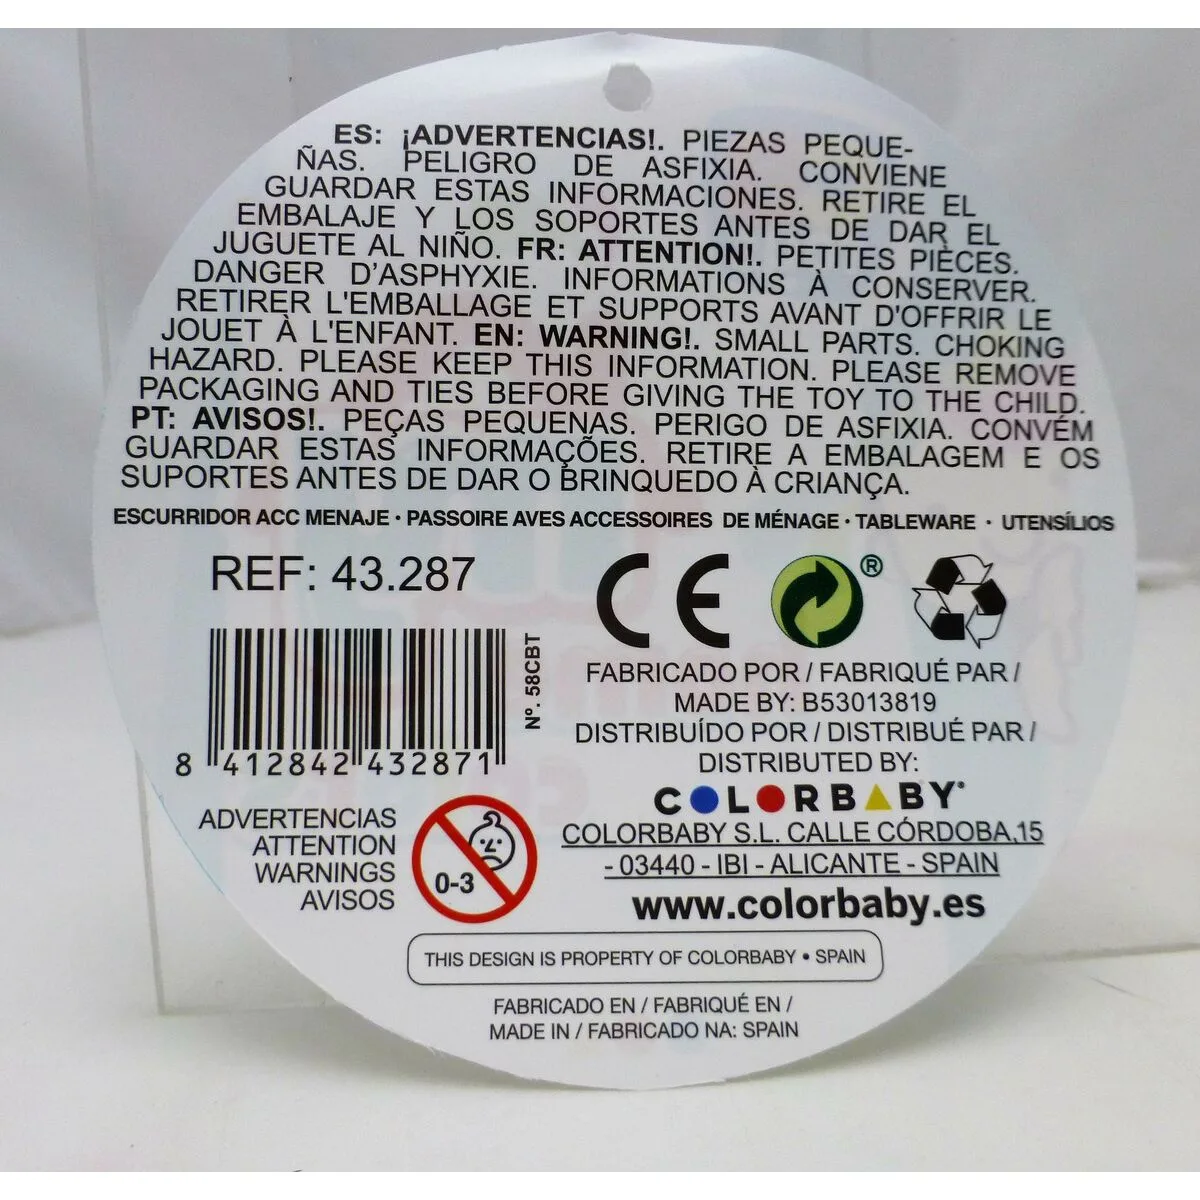 ES: ¡ADVERTENCIAS!. PIEZAS PEQUE-
ÑAS. PELIGRO DE ASFIXIA. CONVIENE
GUARDAR ESTAS INFORMACIONES. RETIRE EL
EMBALAJE Y LOS SOPORTES ANTES DE DAR EL
JUGUETE AL NIÑO. FR: ATTENTION!. PETITES PIÈCES.
DANGER D'ASPHYXIE. INFORMATIONS À CONSERVER.
RETIRER L'EMBALLAGE ET SUPPORTS AVANT D'OFFRIR LE
JOUET À L'ENFANT. EN: WARNING!. SMALL PARTS. CHOKING
HAZARD. PLEASE KEEP THIS INFORMATION. PLEASE REMOVE
PACKAGING AND TIES BEFORE GIVING THE TOY TO THE CHILD.
PT: AVISOS!. PEÇAS PEQUENAS. PERIGO DE ASFIXIA. CONVÉM
GUARDAR ESTAS INFORMAÇÕES. RETIRE A EMBALAGEM E OS
SUPORTES ANTES DE DAR O BRINQUEDO À CRIANÇA.
ESCURRIDOR ACC MENAJE · PASSOIRE AVES ACCESSOIRES DE MÉNAGE · TABLEWARE · UTENSÍLIOS
REF: 43.287
CE ®
Nº. 58CBT
8 412842 432871
FABRICADO POR / FABRIQUÉ PAR /
MADE BY: B53013819
DISTRIBUÍDO POR / DISTRIBUÉ PAR /
DISTRIBUTED BY:
COLORBABY
COLORBABY S.L. CALLE CÓRDOBA,15
- 03440 - IBI - ALICANTE - SPAIN
www.colorbaby.es
ADVERTENCIAS
ATTENTION
WARNINGS
AVISOS
0-3
THIS DESIGN IS PROPERTY OF COLORBABY • SPAIN
FABRICADO EN / FABRIQUÉ EN /
MADE IN / FABRICADO NA: SPAIN